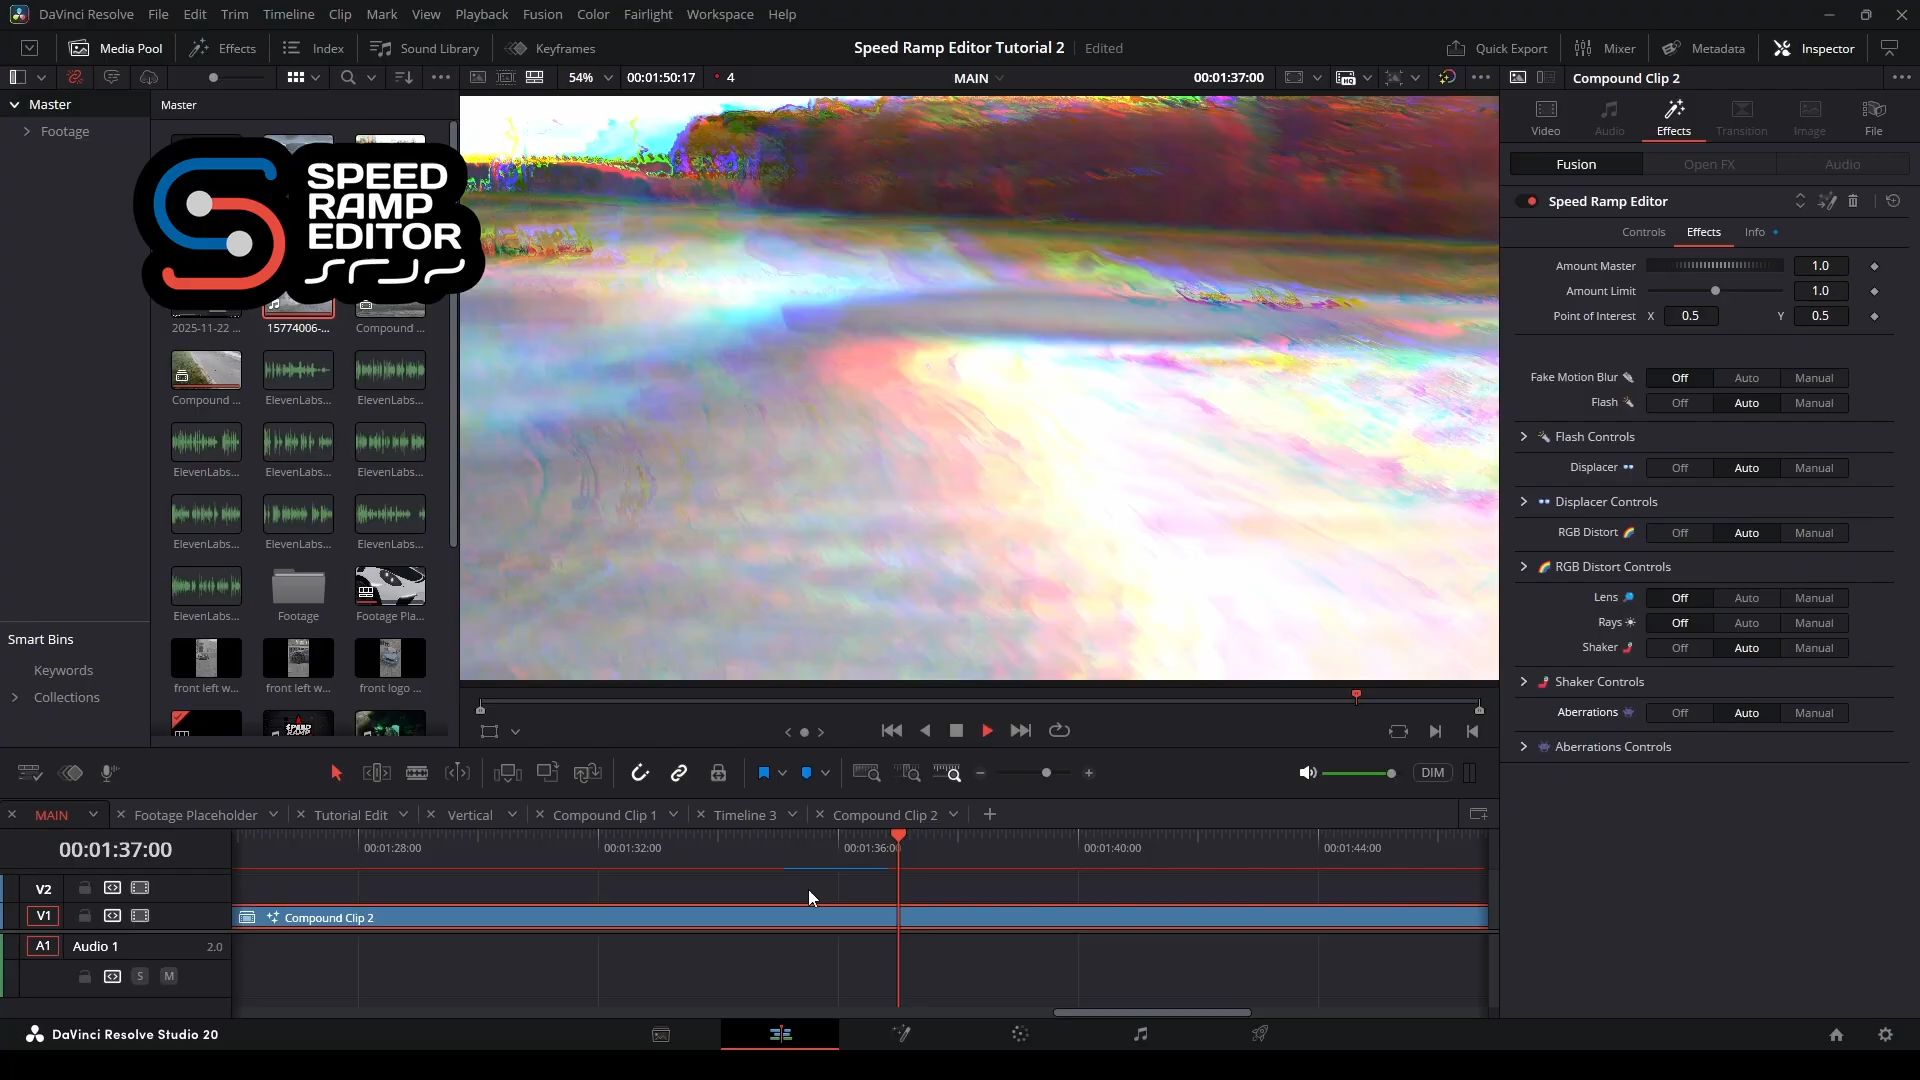 DaVinci Resolve File Edit Trim Timeline Clip Mark View Playback Fusion Color Fairlight Workspace Help
Media Pool Effects Index Sound Library Keyframes Speed Ramp Editor Tutorial 2 Edited Quick Export Mixer Metadata Inspector
54% 00:01:50:17 4 MAIN 00:01:37:00 Compound Clip 2
Master Master
Footage
SPEED
RAMP
EDITOR
Video Audio Effects Transition Image File
Fusion Open FX Audio
Speed Ramp Editor
Controls Effects Info
Amount Master 1.0
Amount Limit 1.0
Point of Interest X 0.5 Y 0.5
Fake Motion Blur Off Auto Manual
Flash Off Auto Manual
Flash Controls
Displacer Off Auto Manual
Displacer Controls
RGB Distort Off Auto Manual
RGB Distort Controls
Lens Off Auto Manual
Rays Off Auto Manual
Shaker Off Auto Manual
Shaker Controls
Aberrations Off Auto Manual
Aberrations Controls
2025-11-22 ... 15774006-... Compound ...
Compound ... ElevenLabs... ElevenLabs...
ElevenLabs... ElevenLabs... ElevenLabs...
ElevenLabs... ElevenLabs... ElevenLabs...
ElevenLabs... Footage Footage Pla...
front left w... front left w... front logo ...
SPEED
RAMP
Smart Bins
Keywords
Collections
DIM
MAIN Footage Placeholder Tutorial Edit Vertical Compound Clip 1 Timeline 3 Compound Clip 2
00:01:37:00 00:01:28:00 00:01:32:00 00:01:36:00 00:01:40:00 00:01:44:00
V2
V1 Compound Clip 2
A1 Audio 1 2.0
S M
DaVinci Resolve Studio 20